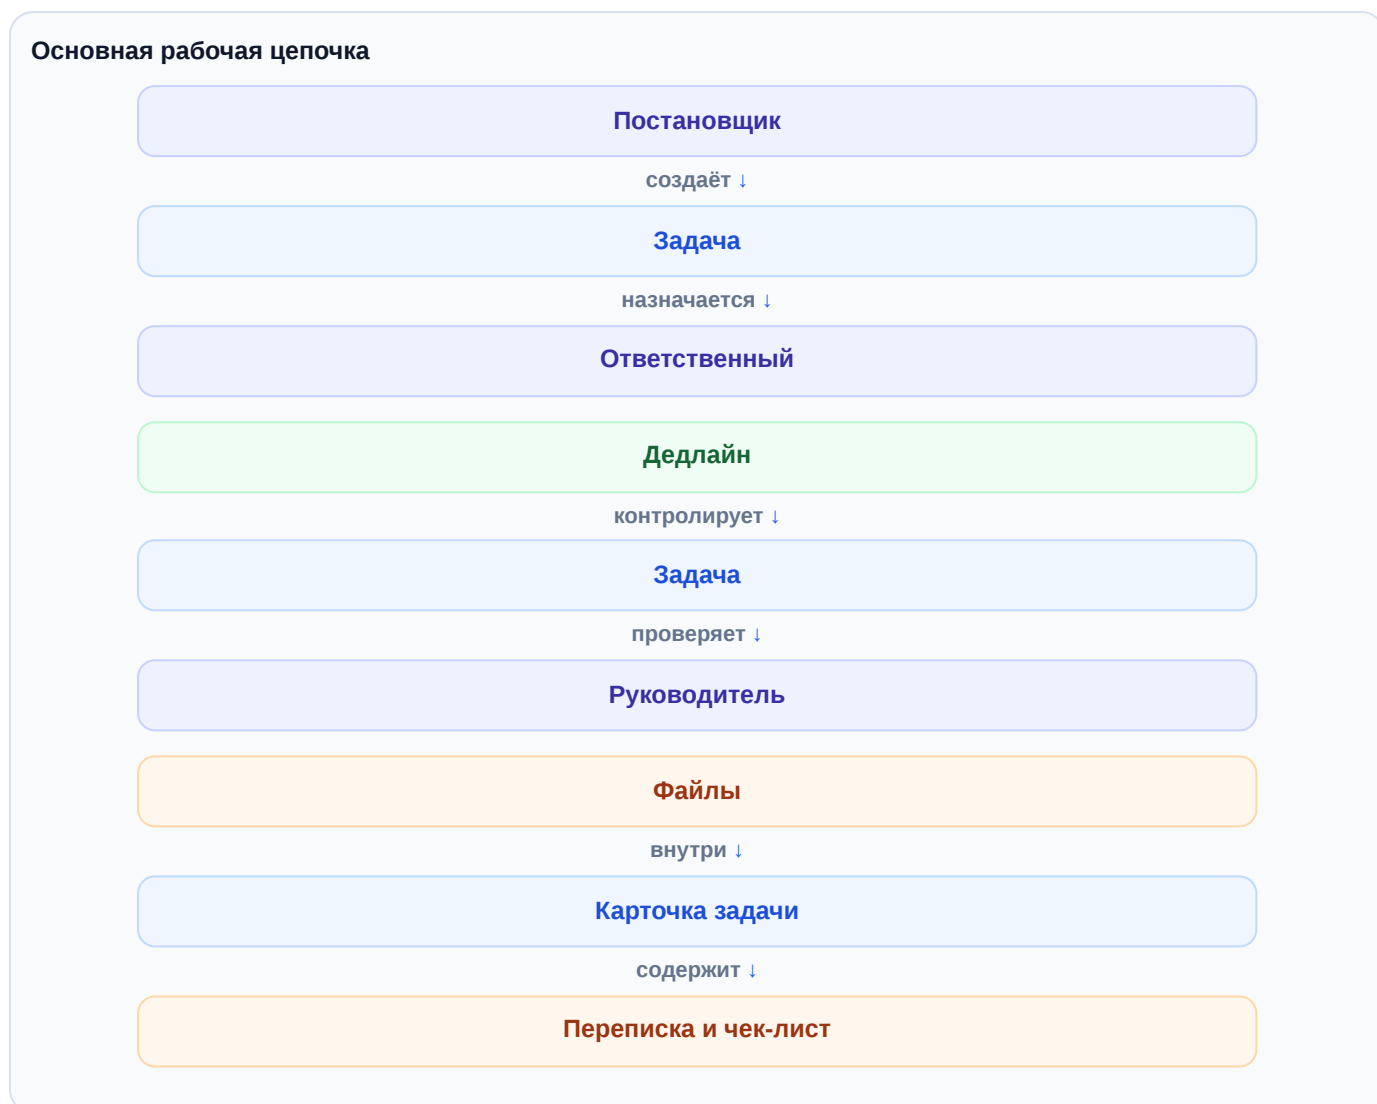 Основная рабочая цепочка
Постановщик
создаёт ↓
Задача
назначается ↓
Ответственный
Дедлайн
контролирует ↓
Задача
проверяет ↓
Руководитель
Файлы
внутри ↓
Карточка задачи
содержит ↓
Переписка и чек-лист